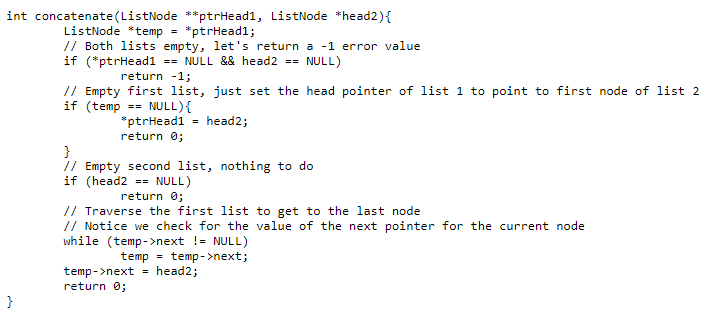 int concatenate(ListNode **ptrHead1, ListNode *head2){
        ListNode *temp = *ptrHead1;
        // Both lists empty, let's return a -1 error value
        if (*ptrHead1 == NULL && head2 == NULL)
                return -1;
        // Empty first list, just set the head pointer of list 1 to point to first node of list 2
        if (temp == NULL){
                *ptrHead1 = head2;
                return 0;
        }
        // Empty second list, nothing to do
        if (head2 == NULL)
                return 0;
        // Traverse the first list to get to the last node
        // Notice we check for the value of the next pointer for the current node
        while (temp->next != NULL)
                temp = temp->next;
        temp->next = head2;
        return 0;
}